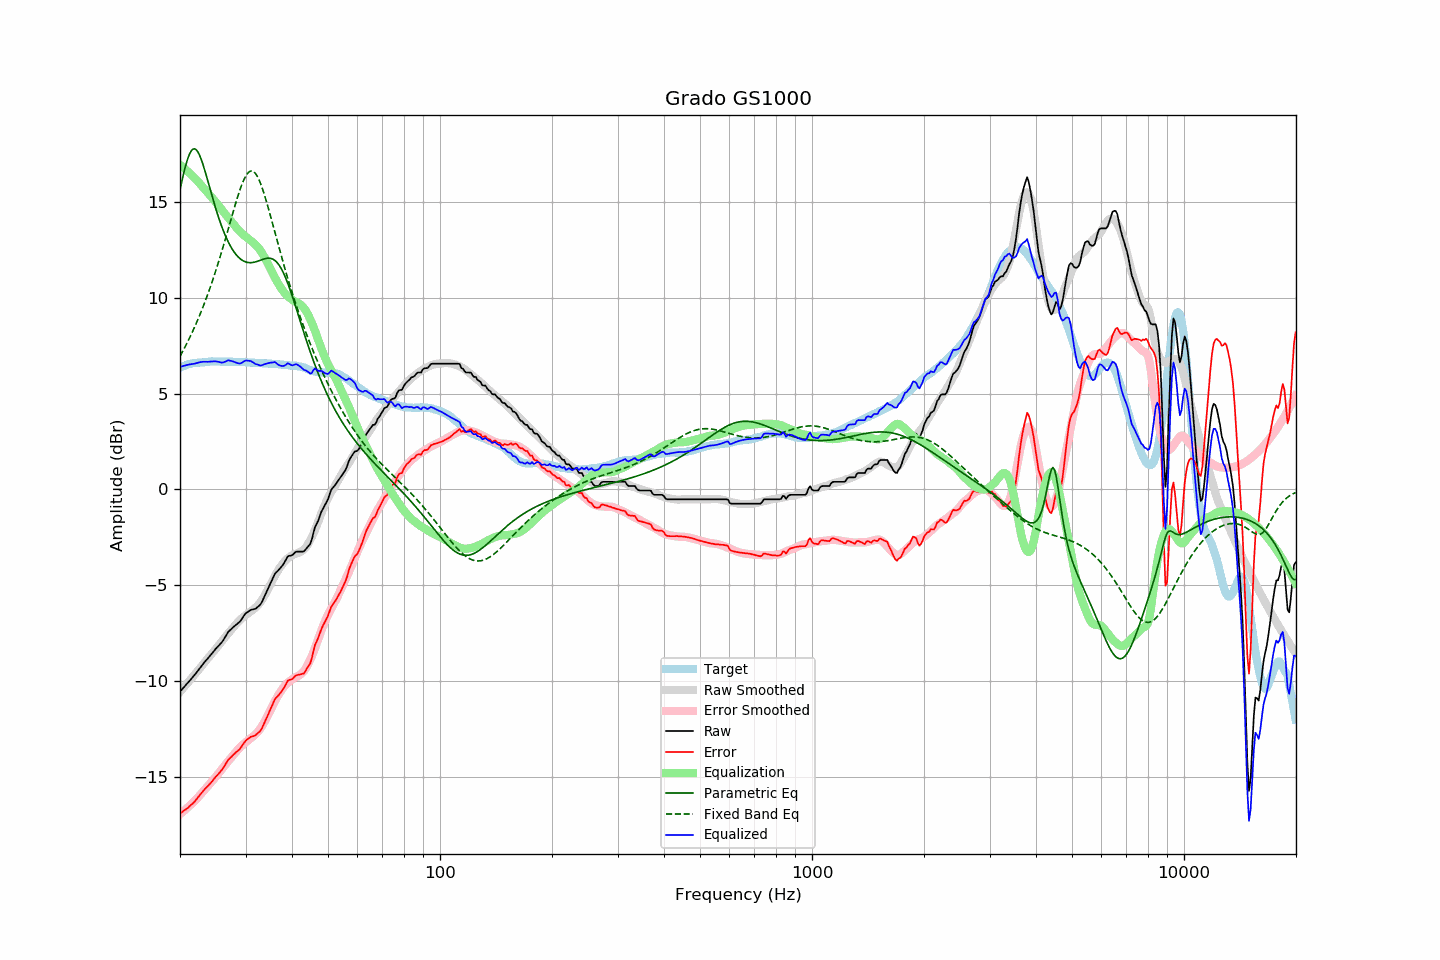 Grado GS1000
Amplitude (dBr)
15
10
5
0
−5
−10
−15
100
1000
10000
Frequency (Hz)
Target
Raw Smoothed
Error Smoothed
Raw
Error
Equalization
Parametric Eq
Fixed Band Eq
Equalized